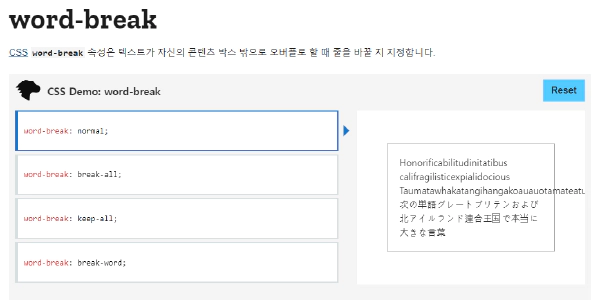 word-break
CSS word-break 속성은 텍스트가 자신의 콘텐츠 박스 밖으로 오버플로 할 때 줄을 바꿀 지 지정합니다.
CSS Demo: word-break
Reset
word-break: normal;
word-break: break-all;
word-break: keep-all;
word-break: break-word;
Honorificabilitudinitatibus
califragilisticexpialidocious
Taumatawhakatangihangakoauauotamateatu
次の単語グレートブリテンおよび
北アイルランド連合王国で本当に
大きな言葉